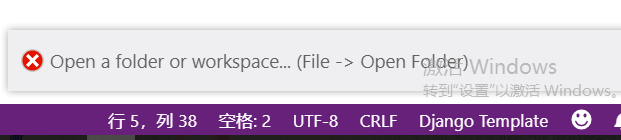 Open a folder or workspace... (File -> Open Folder)
激活 Windows
转到“设置”以激活 Windows。
行 5，列 38 空格: 2 UTF-8 CRLF Django Template